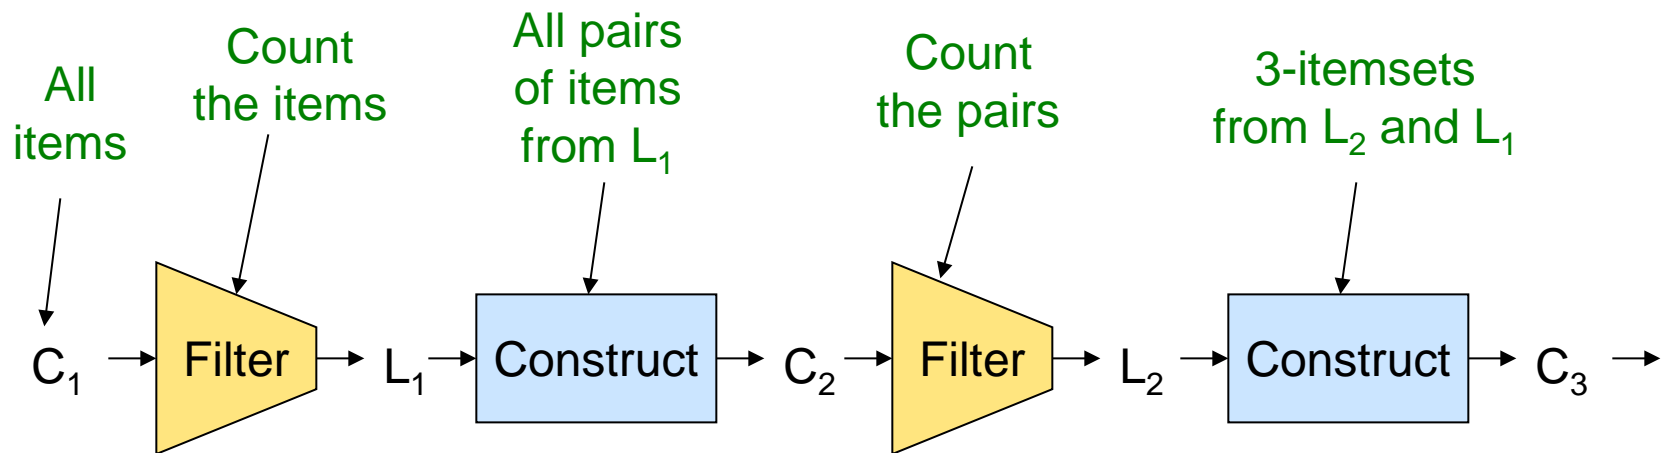 All
items
Count
the items
All pairs
of items
from L₁
Count
the pairs
3-itemsets
from L₂ and L₁
C₁
Filter
L₁
Construct
C₂
Filter
L₂
Construct
C₃